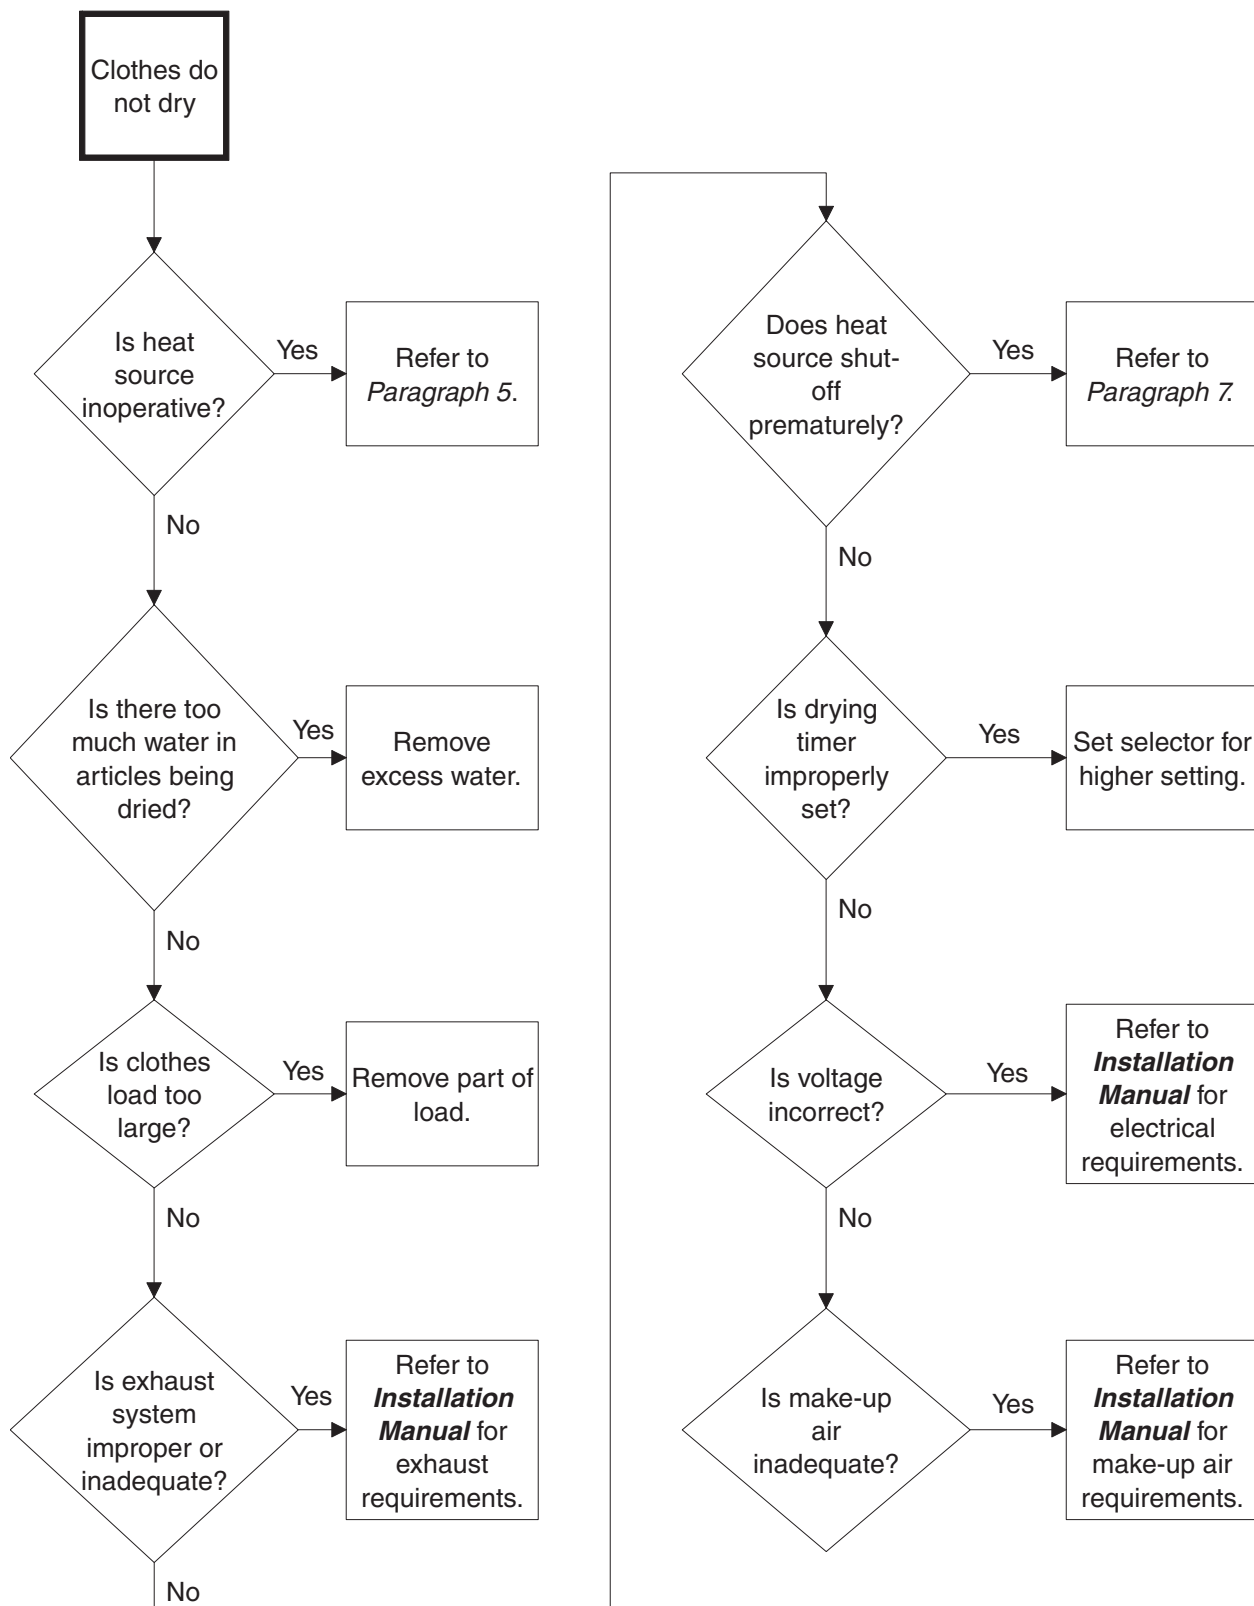 Clothes do
not dry
Is heat
source
inoperative?
Yes
Refer to
Paragraph 5.
No
Is there too
much water in
articles being
dried?
Yes
Remove
excess water.
No
Is clothes
load too
large?
Yes
Remove part of
load.
No
Is exhaust
system
improper or
inadequate?
Yes
Refer to
Installation
Manual for
exhaust
requirements.
No
Does heat
source shut-
off
prematurely?
Yes
Refer to
Paragraph 7.
No
Is drying
timer
improperly
set?
Yes
Set selector for
higher setting.
No
Is voltage
incorrect?
Yes
Refer to
Installation
Manual for
electrical
requirements.
No
Is make-up
air
inadequate?
Yes
Refer to
Installation
Manual for
make-up air
requirements.